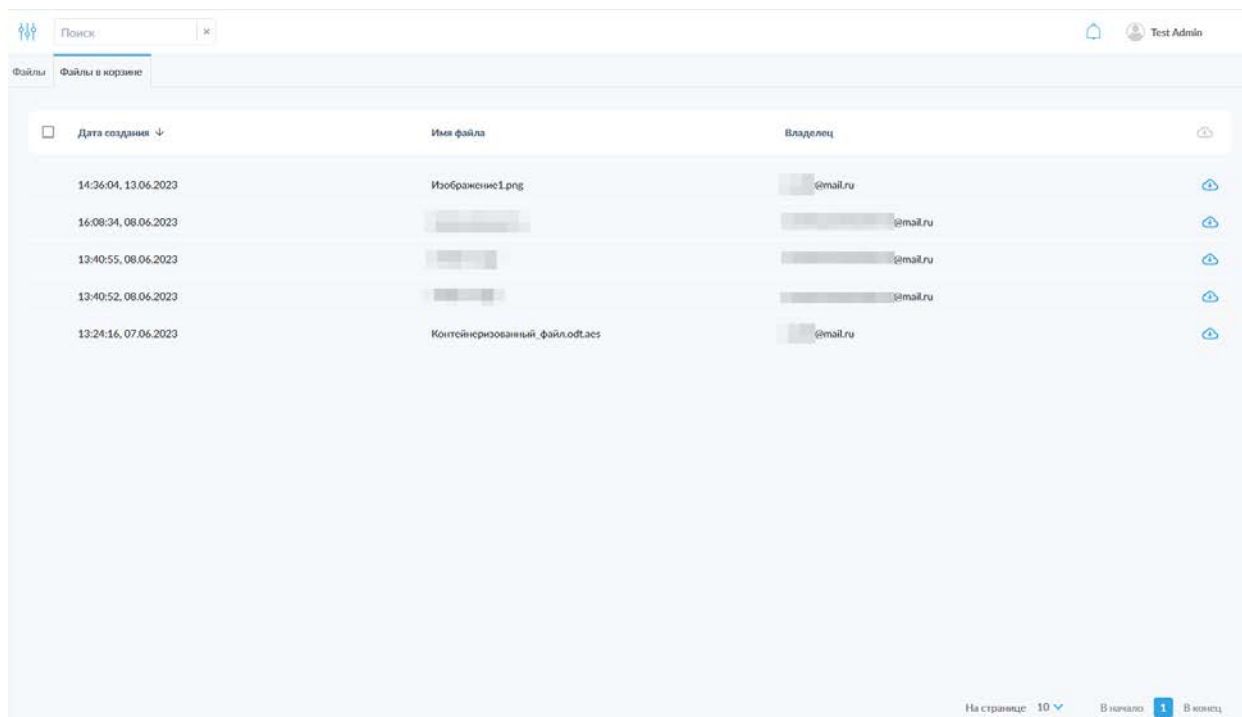 Поиск
Test Admin
Файлы Файлы в корзине
Дата создания Имя файла Владелец
14:36:04, 13.06.2023 Изображение1.png @mail.ru
16:08:34, 08.06.2023 @mail.ru
13:40:55, 08.06.2023 @mail.ru
13:40:52, 08.06.2023 @mail.ru
13:24:16, 07.06.2023 Контейнеризованный_файл.odt.aes @mail.ru
На странице 10 В начало 1 В конец